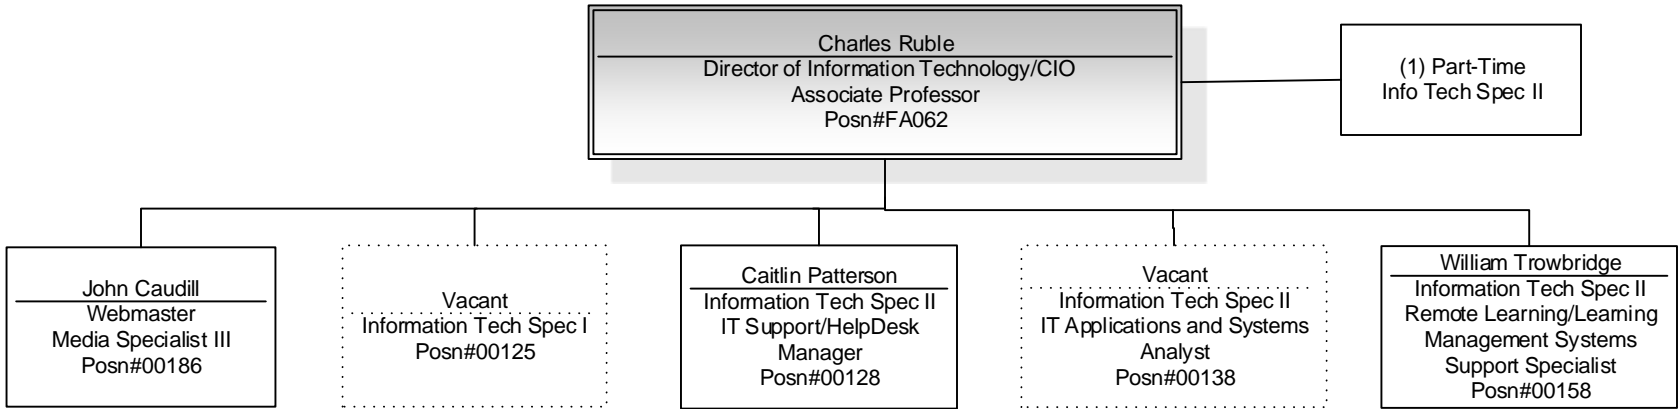 Charles Ruble
Director of Information Technology/CIO
Associate Professor
Posn#FA062
(1) Part-Time
Info Tech Spec II
John Caudill
Webmaster
Media Specialist III
Posn#00186
Vacant
Information Tech Spec I
Posn#00125
Caitlin Patterson
Information Tech Spec II
IT Support/HelpDesk
Manager
Posn#00128
Vacant
Information Tech Spec II
IT Applications and Systems
Analyst
Posn#00138
William Trowbridge
Information Tech Spec II
Remote Learning/Learning
Management Systems
Support Specialist
Posn#00158